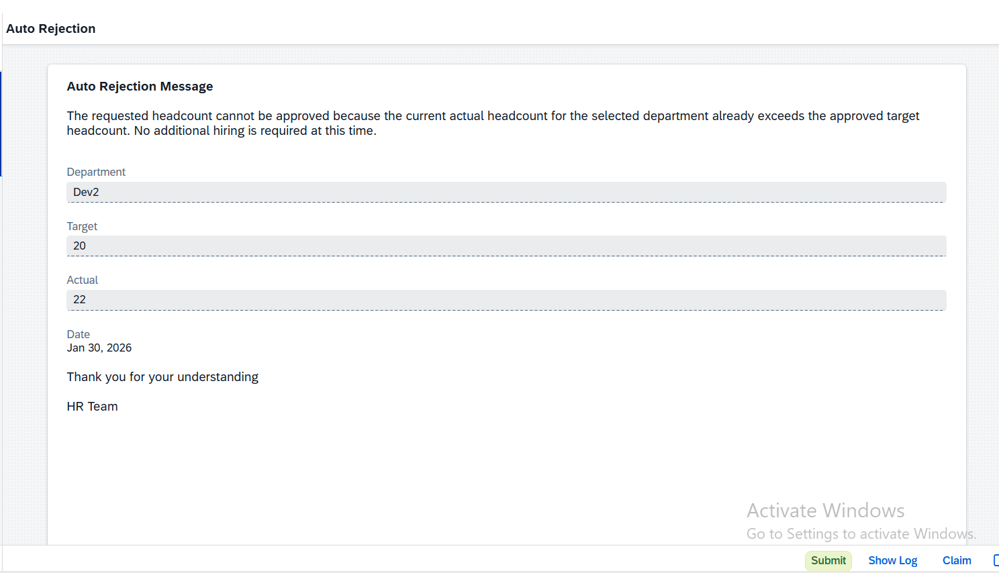 Auto Rejection
Auto Rejection Message
The requested headcount cannot be approved because the current actual headcount for the selected department already exceeds the approved target
headcount. No additional hiring is required at this time.
Department
Dev2
Target
20
Actual
22
Date
Jan 30, 2026
Thank you for your understanding
HR Team
Activate Windows
Go to Settings to activate Windows.
Submit Show Log Claim